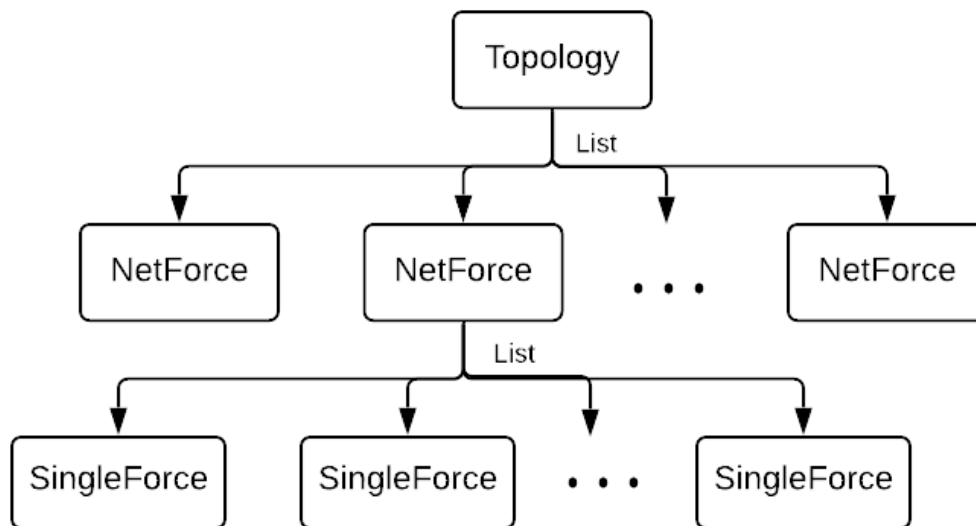 Topology
List
NetForce
NetForce
. . .
NetForce
List
SingleForce
SingleForce
. . .
SingleForce